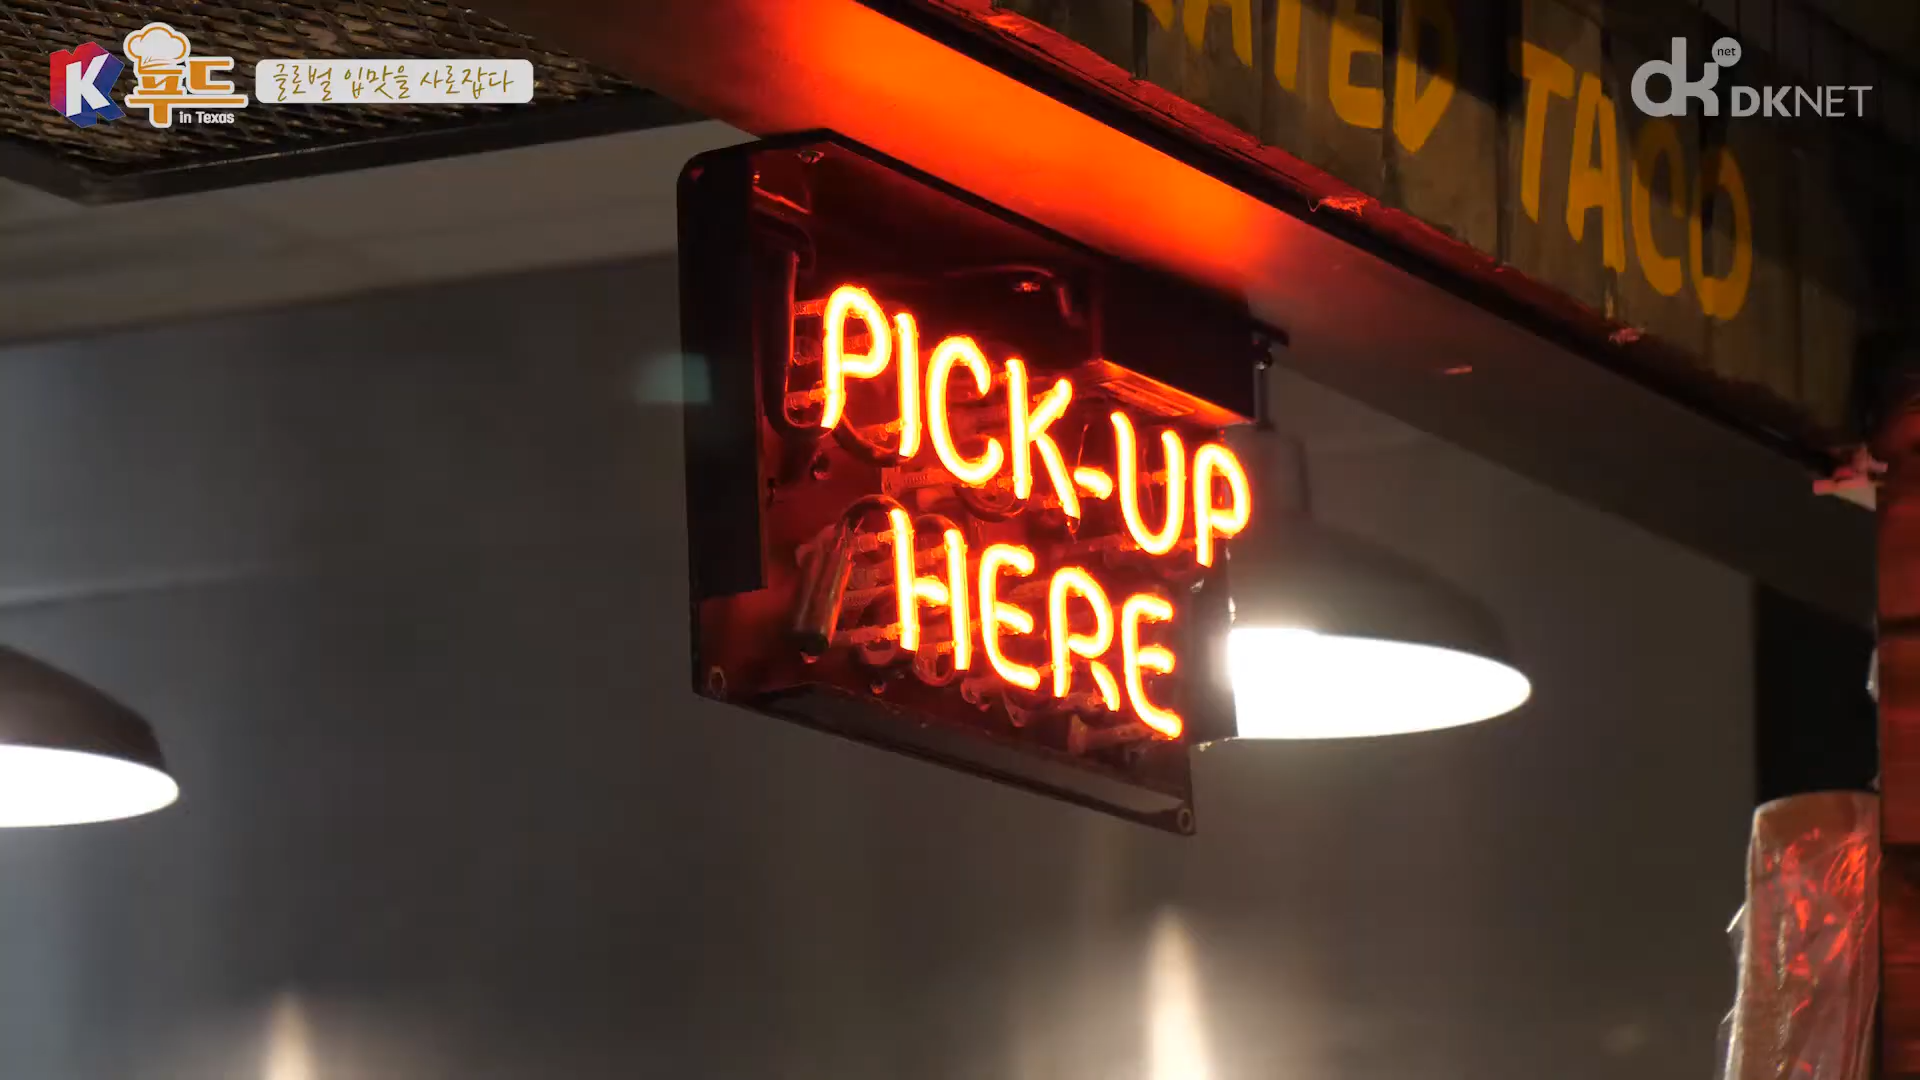 K푸드
in Texas
글로벌 입맛을 사로잡다
dk net
DKNET
TACO
PICK-UP
HERE